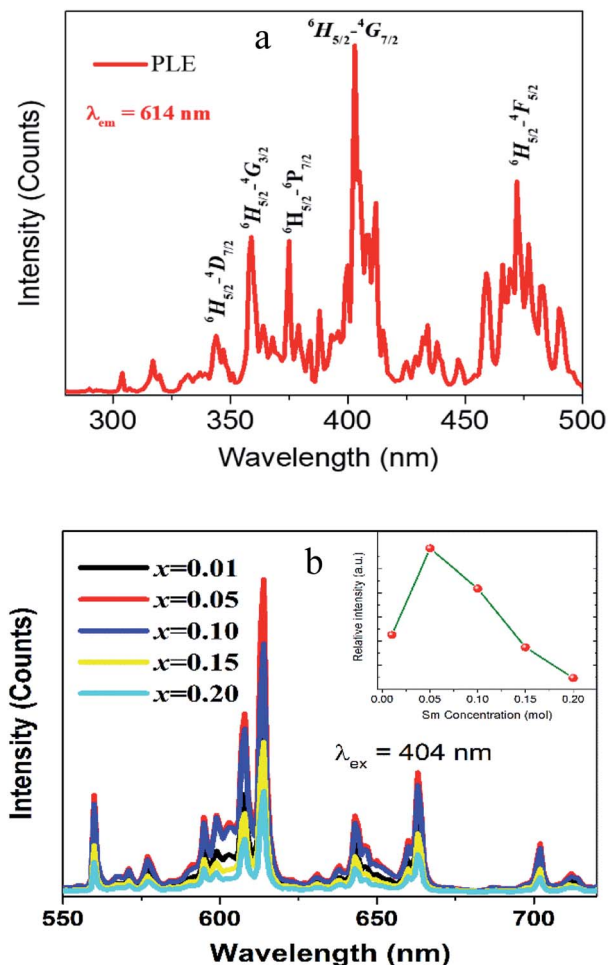 a
⁶H₅/₂-⁴G₇/₂
PLE
λem = 614 nm
⁶H₅/₂-⁴D₇/₂
⁶H₅/₂-⁴G₃/₂
⁶H₅/₂-⁶P₇/₂
⁶H₅/₂-⁴F₅/₂
Intensity (Counts)
300 350 400 450 500
Wavelength (nm)
b
x=0.01
x=0.05
x=0.10
x=0.15
x=0.20
Relative intensity (a.u.)
0.00 0.05 0.10 0.15 0.20
Sm Concentration (mol)
λex = 404 nm
Intensity (Counts)
550 600 650 700
Wavelength (nm)